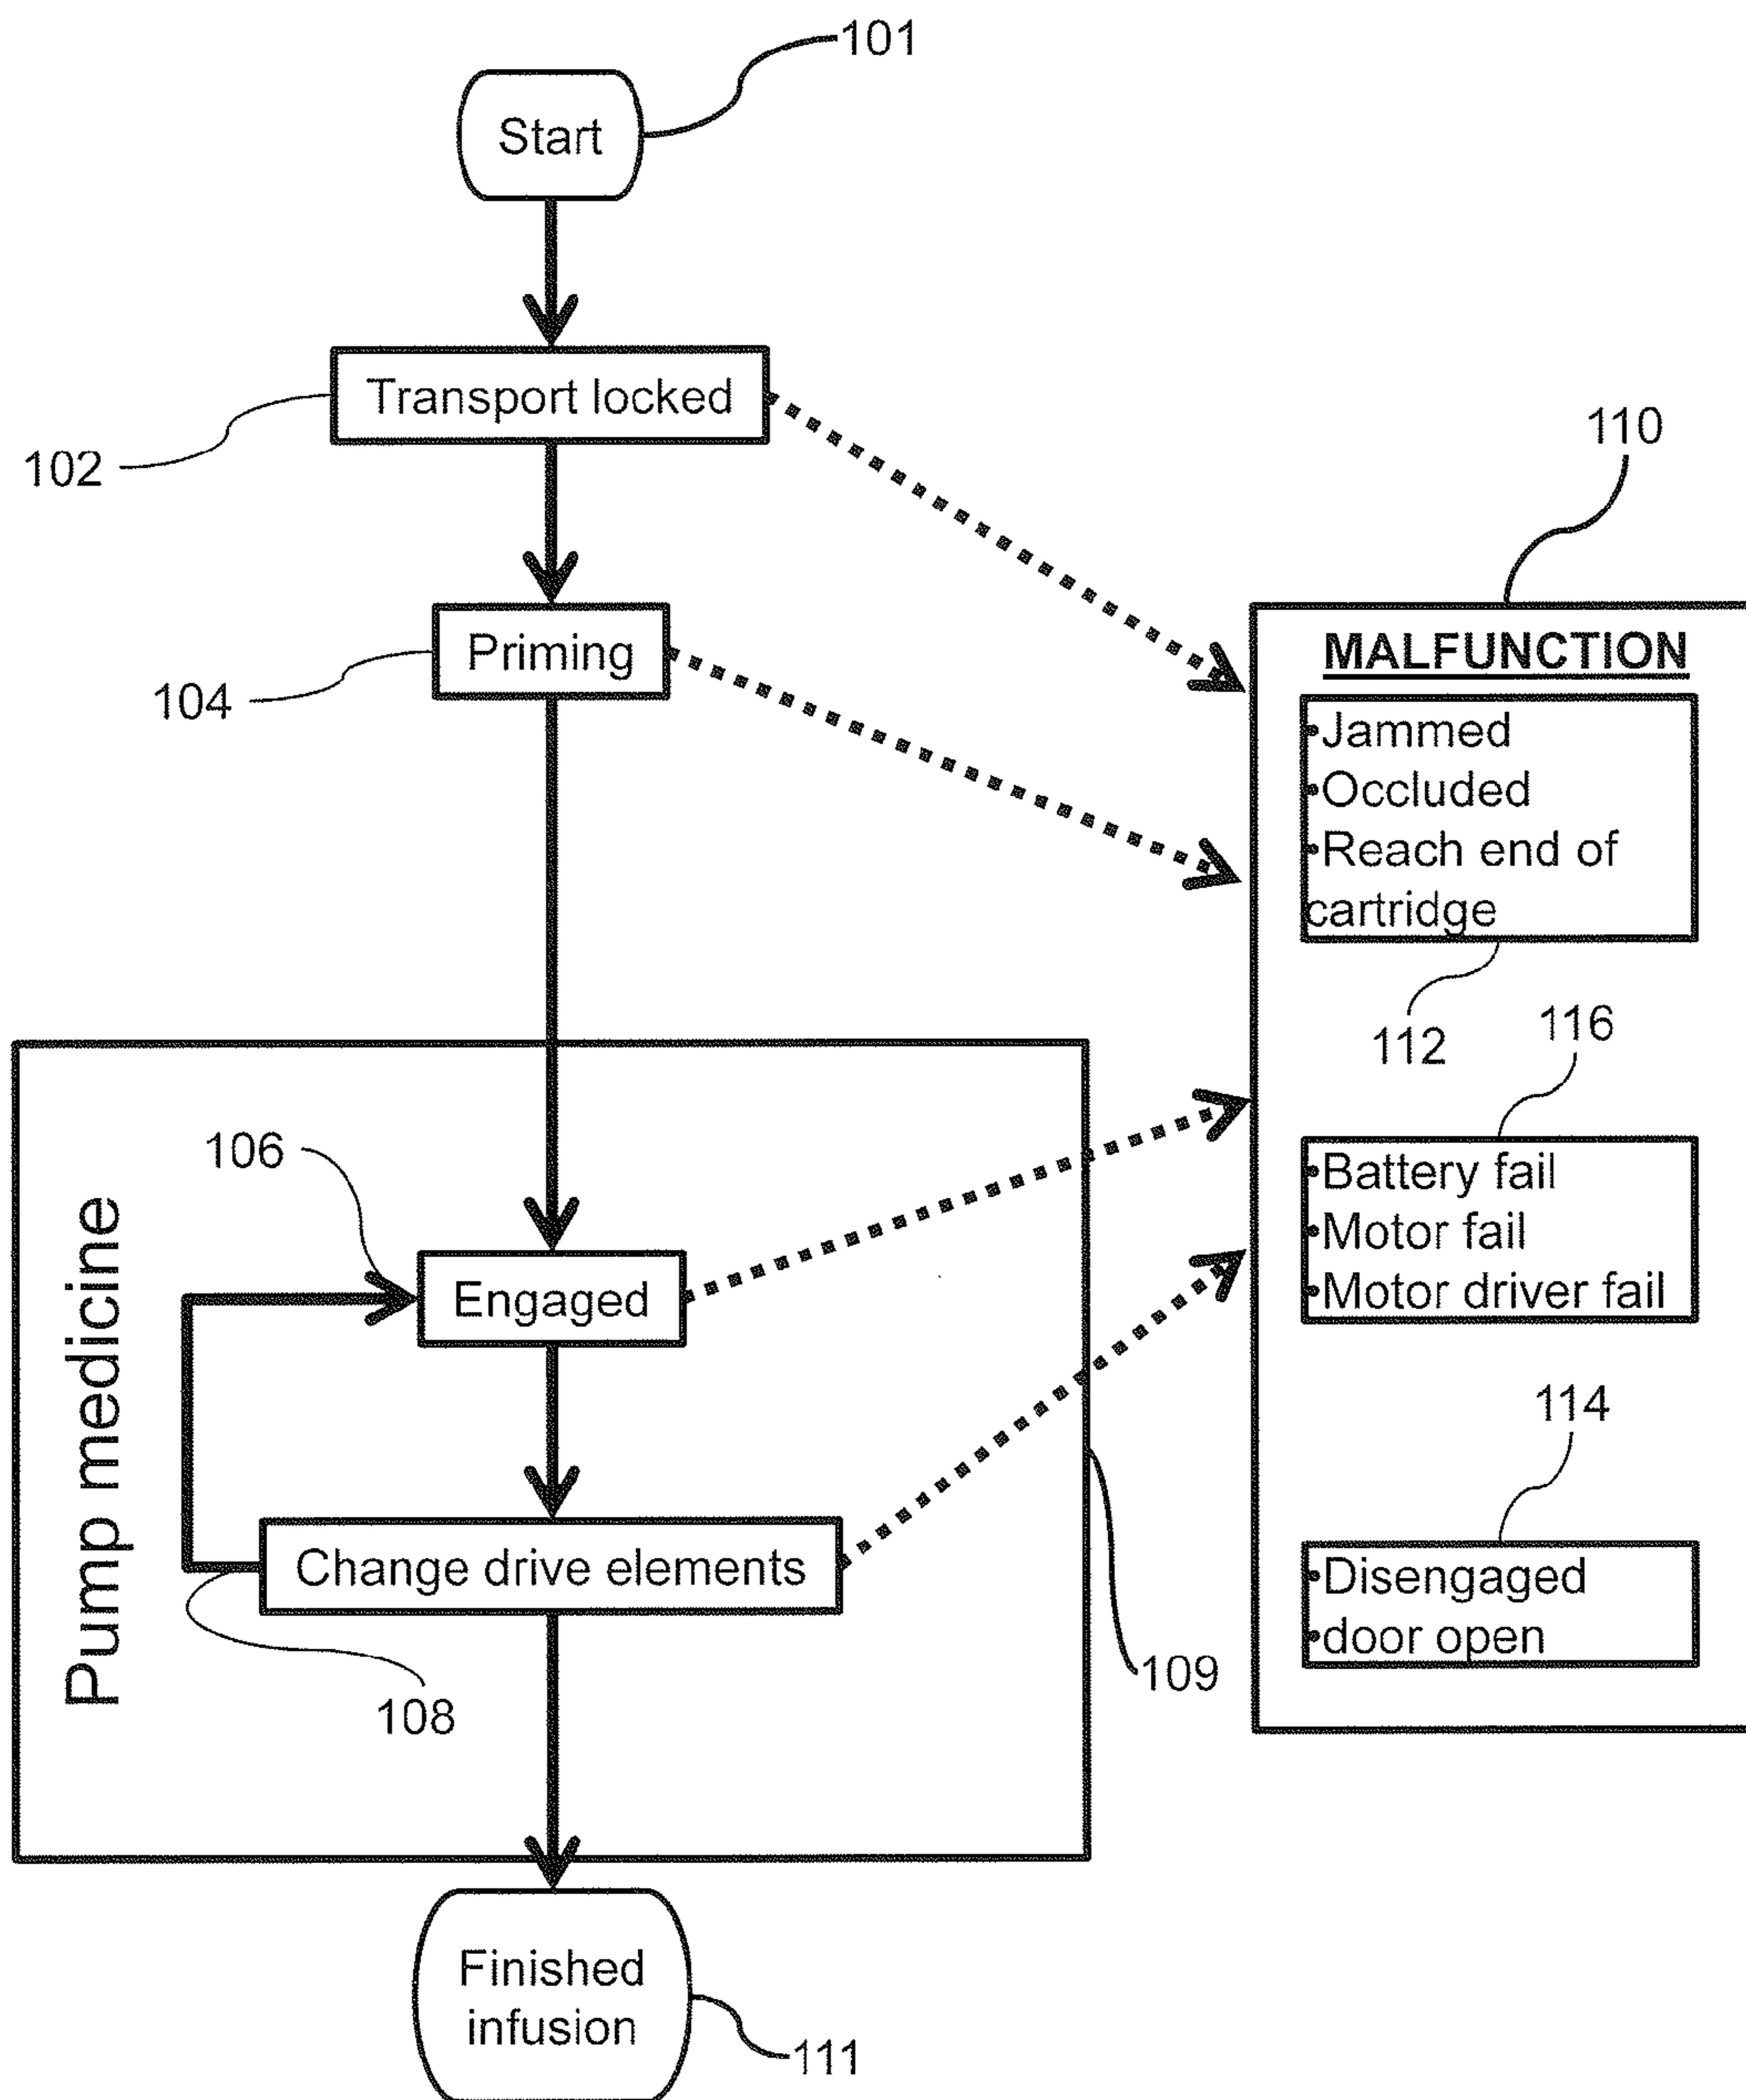 101
Start
Transport locked
102
110
Priming
104
MALFUNCTION
•Jammed
•Occluded
•Reach end of
cartridge
112
116
106
•Battery fail
•Motor fail
•Motor driver fail
Pump medicine
Engaged
114
Change drive elements
•Disengaged
•door open
109
108
Finished
infusion
111